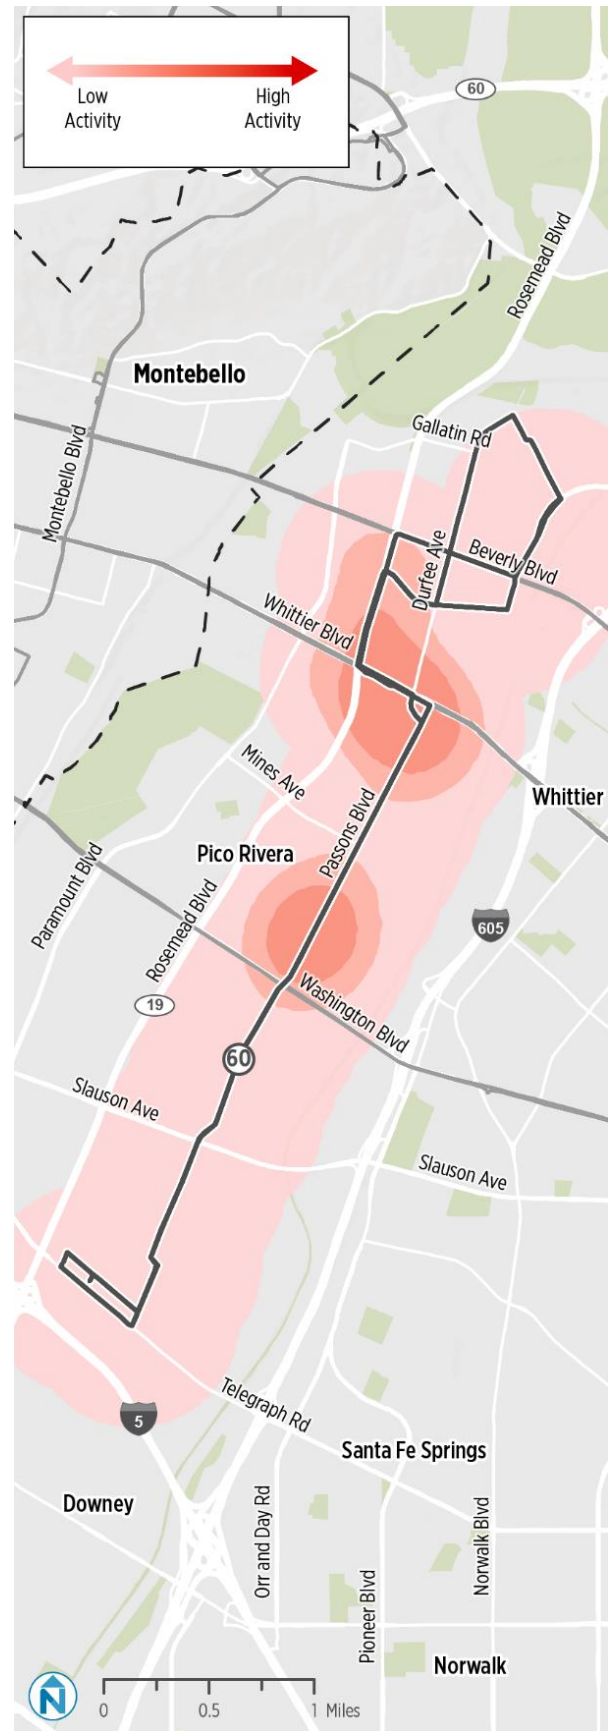 Low
Activity
High
Activity
60
Rosemead Blvd
Montebello
Gallatin Rd
Montebello Blvd
Durfee Ave
Beverly Blvd
Whittier Blvd
Mines Ave
Whittier
Passons Blvd
Pico Rivera
Paramount Blvd
Rosemead Blvd
605
19
Washington Blvd
60
Slauson Ave
Slauson Ave
5
Telegraph Rd
Santa Fe Springs
Downey
Orr and Day Rd
Norwalk Blvd
Pioneer Blvd
Norwalk
N
0 0.5 1 Miles